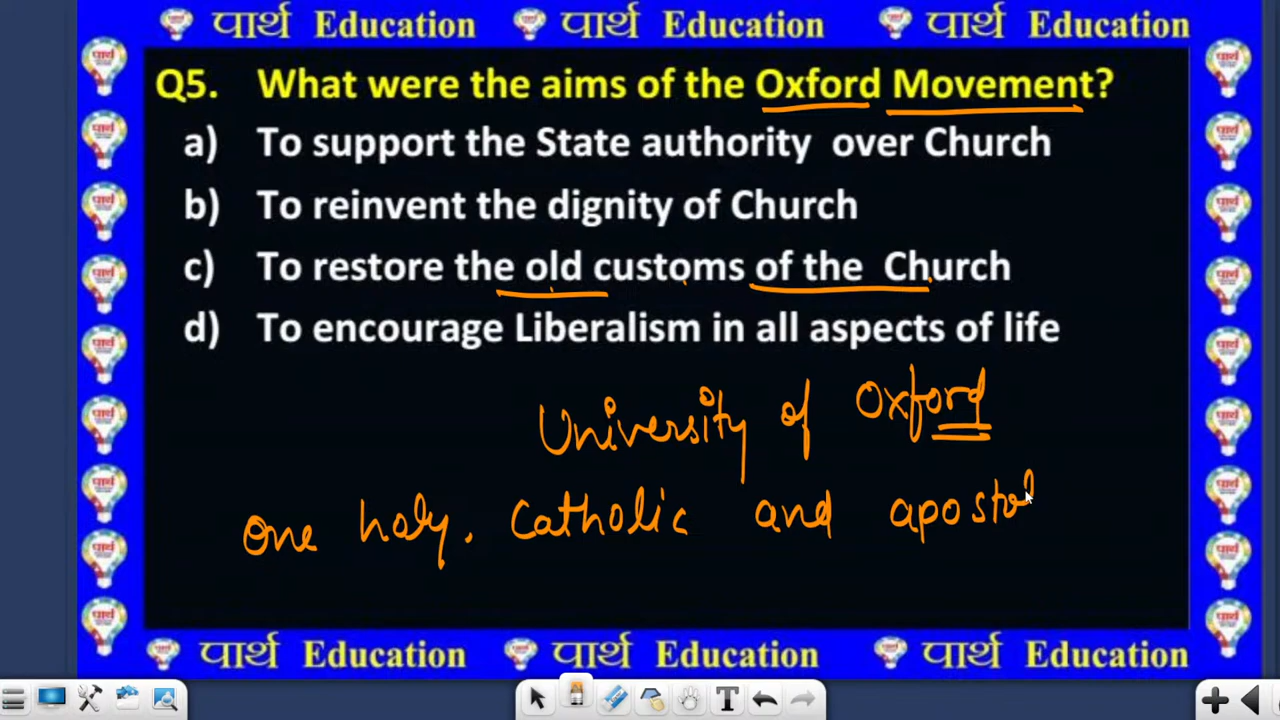 पार्थ Education पार्थ Education पार्थ Education
Q5. What were the aims of the Oxford Movement?
a) To support the State authority over Church
b) To reinvent the dignity of Church
c) To restore the old customs of the Church
d) To encourage Liberalism in all aspects of life
University of Oxford
One holy, Catholic and apostol
पार्थ Education पार्थ Education पार्थ Education